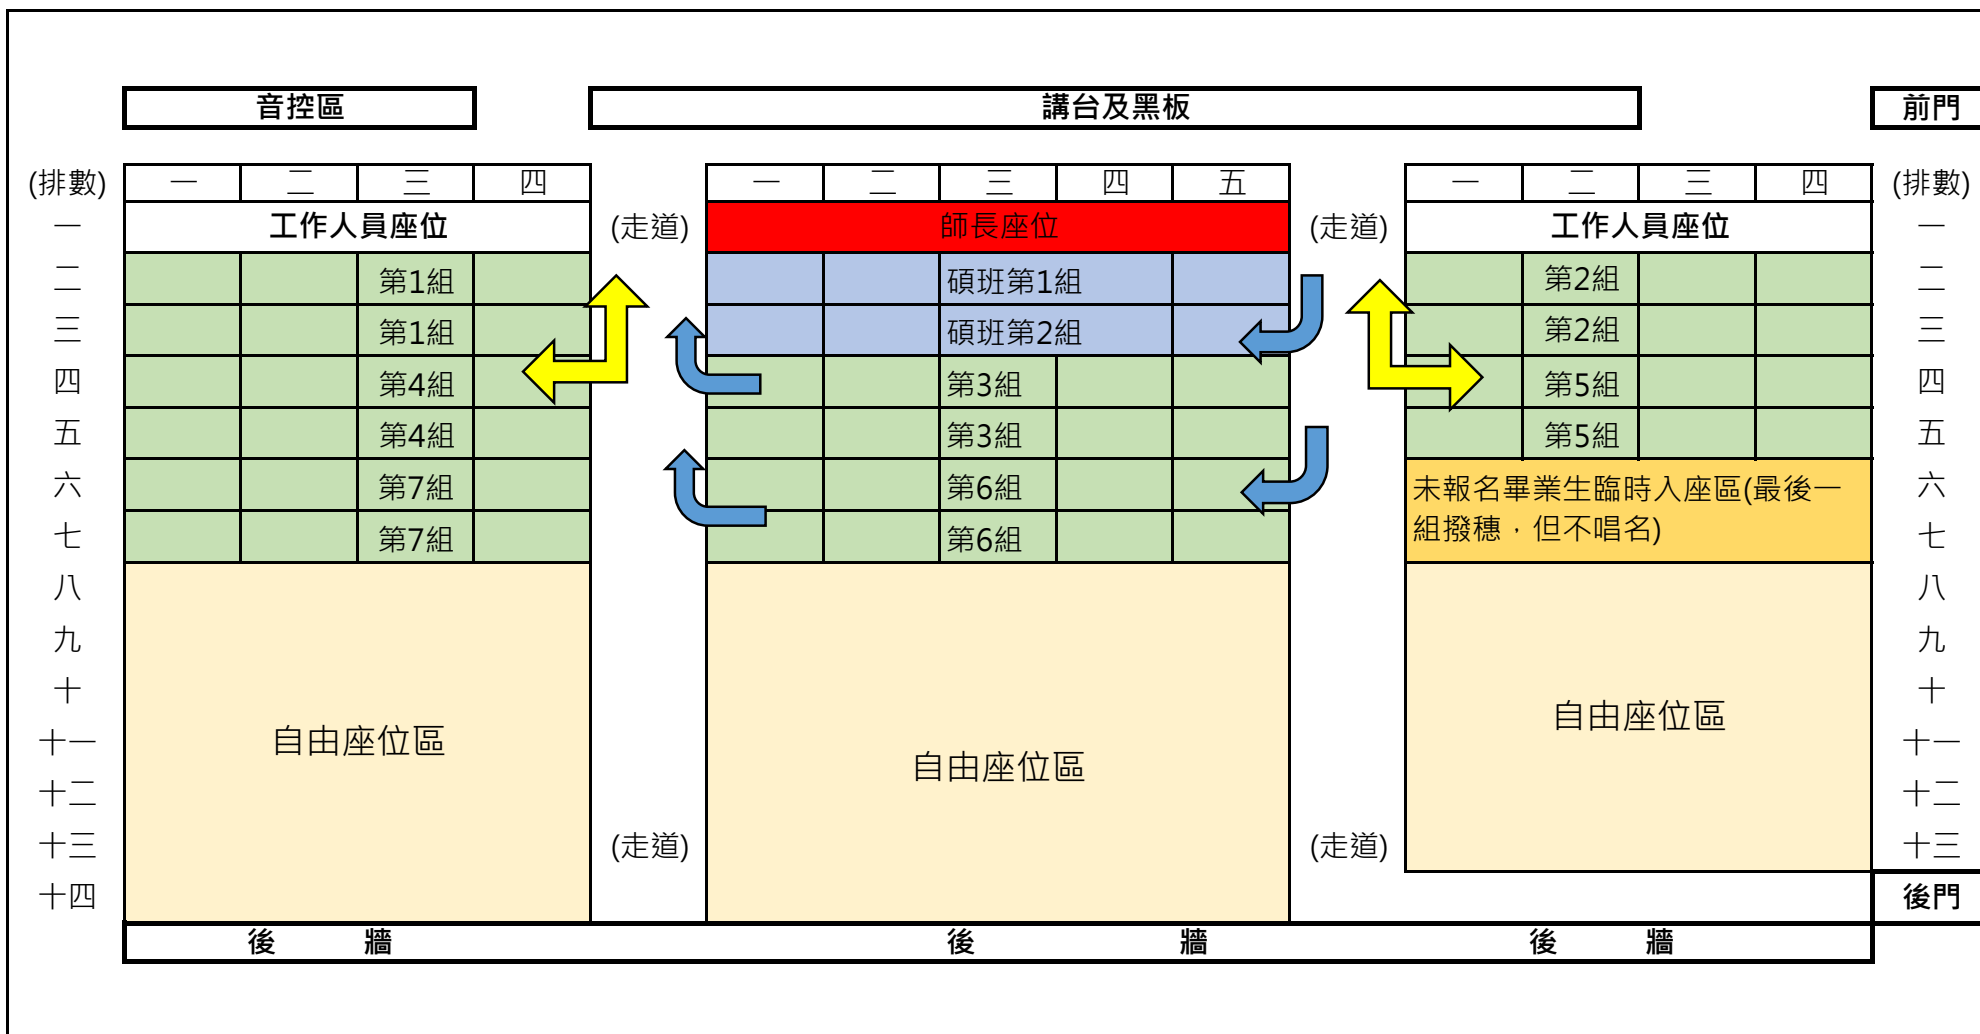 音控區 講台及黑板 前門
(排數) 一 二 三 四 一 二 三 四 五 一 二 三 四 (排數)
一 工作人員座位 (走道) 師長座位 (走道) 工作人員座位 一
二 第1組 碩班第1組 第2組 二
三 第1組 碩班第2組 第2組 三
四 第4組 第3組 第5組 四
五 第4組 第3組 第5組 五
六 第7組 第6組 未報名畢業生臨時入座區(最後一 六
七 第7組 第6組 組撥穗，但不唱名) 七
八 八
九 九
十 自由座位區 十
十一 自由座位區 自由座位區 十一
十二 十二
十三 (走道) (走道) 十三
十四 後門
後 牆 後 牆 後 牆